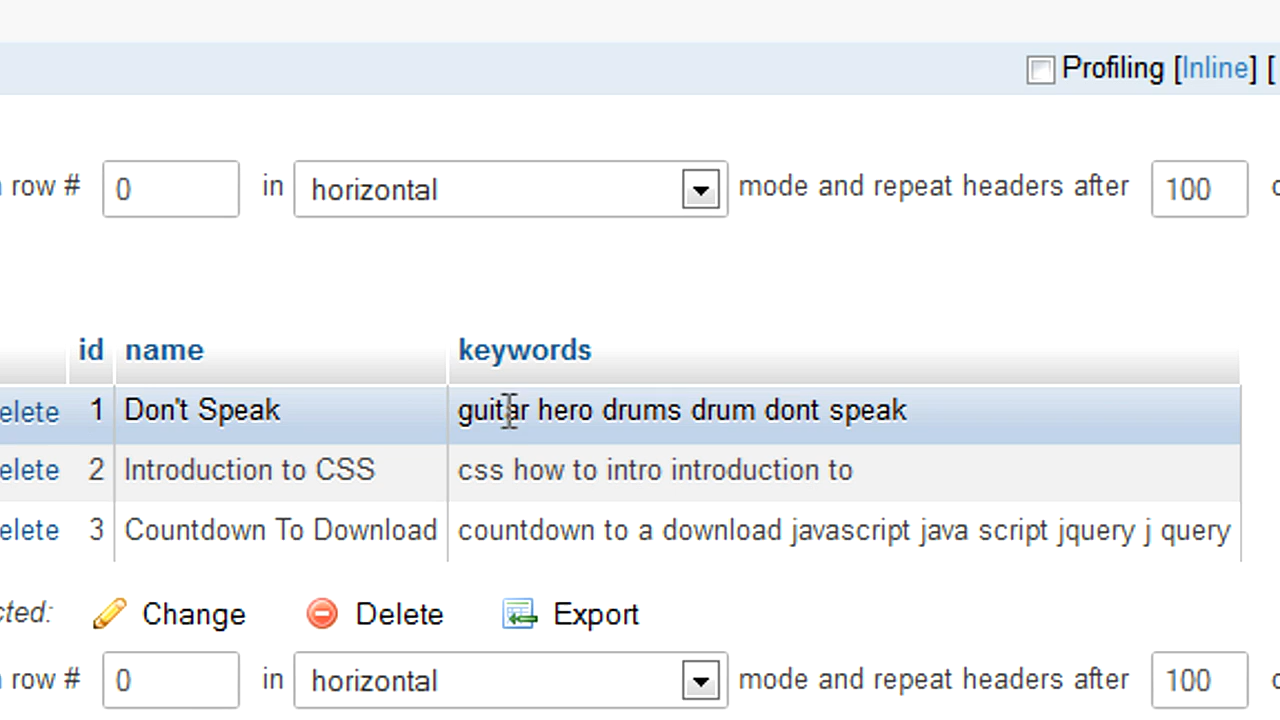 Profiling [Inline] [
row # 0 in horizontal mode and repeat headers after 100
id name keywords
elete 1 Don't Speak guitar hero drums drum dont speak
elete 2 Introduction to CSS css how to intro introduction to
elete 3 Countdown To Download countdown to a download javascript java script jquery j query
cted: Change Delete Export
row # 0 in horizontal mode and repeat headers after 100